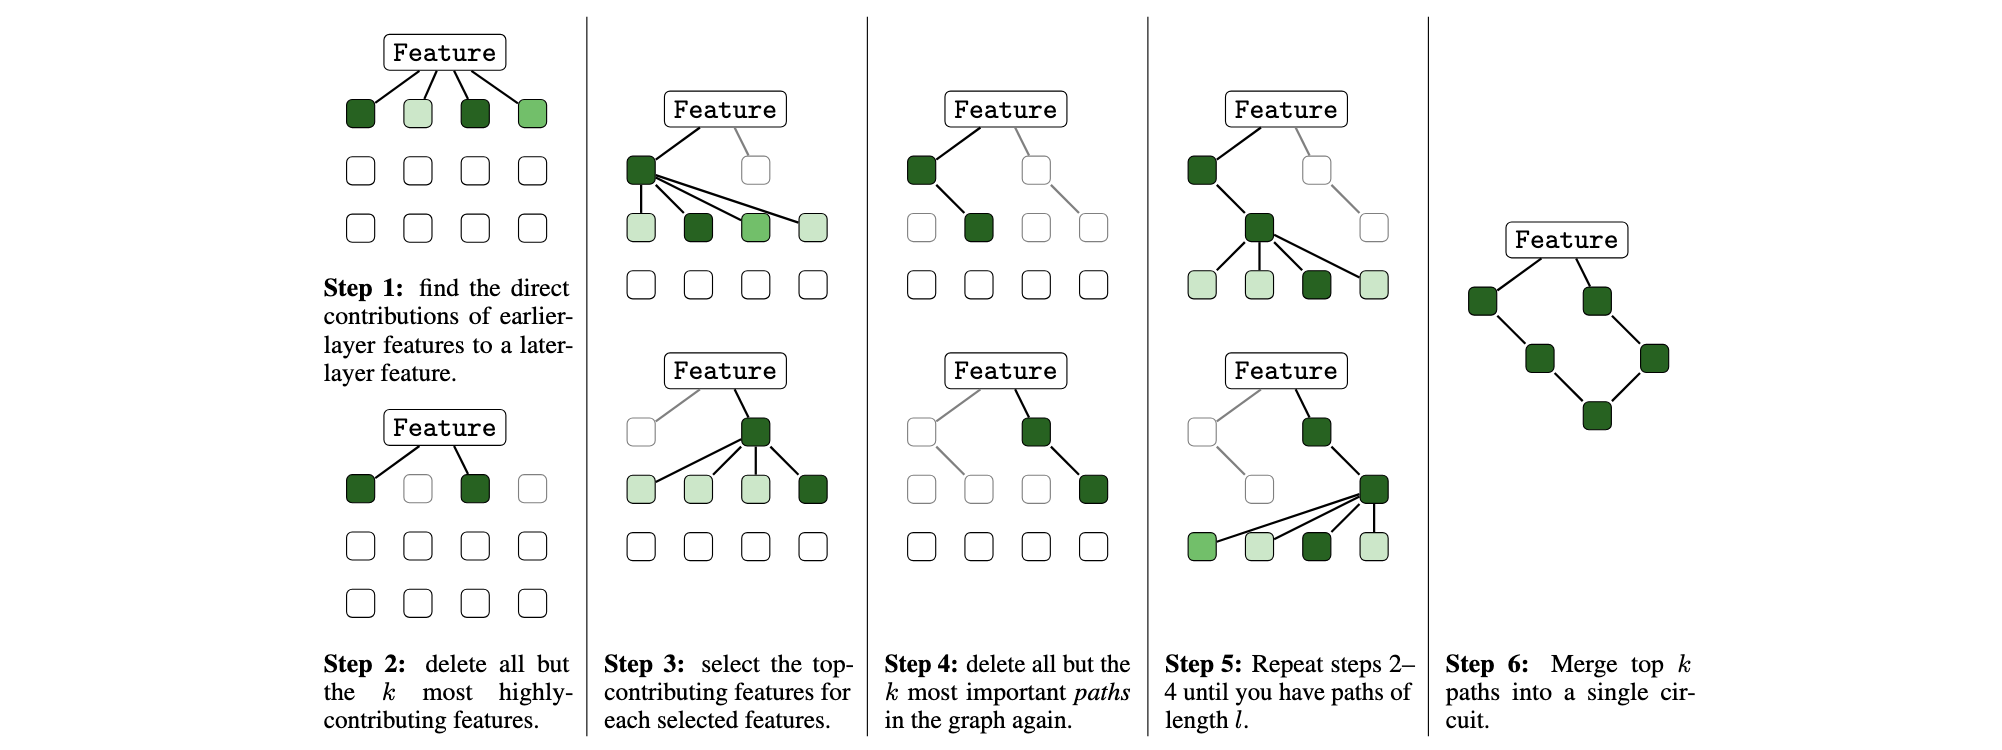 Feature
Step 1: find the direct
contributions of earlier-
layer features to a later-
layer feature.
Feature
Step 2: delete all but
the k most highly-
contributing features.
Feature
Feature
Step 3: select the top-
contributing features for
each selected features.
Feature
Feature
Step 4: delete all but the
k most important paths
in the graph again.
Feature
Feature
Step 5: Repeat steps 2–
4 until you have paths of
length l.
Feature
Step 6: Merge top k
paths into a single cir-
cuit.